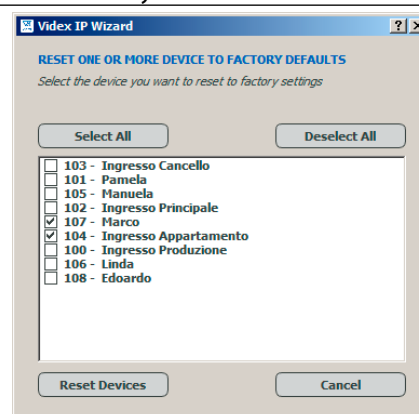 Videx IP Wizard
RESET ONE OR MORE DEVICE TO FACTORY DEFAULTS
Select the device you want to reset to factory settings
Select All Deselect All
103 - Ingresso Cancello
101 - Pamela
105 - Manuela
102 - Ingresso Principale
107 - Marco
104 - Ingresso Appartamento
100 - Ingresso Produzione
106 - Linda
108 - Edoardo
Reset Devices Cancel